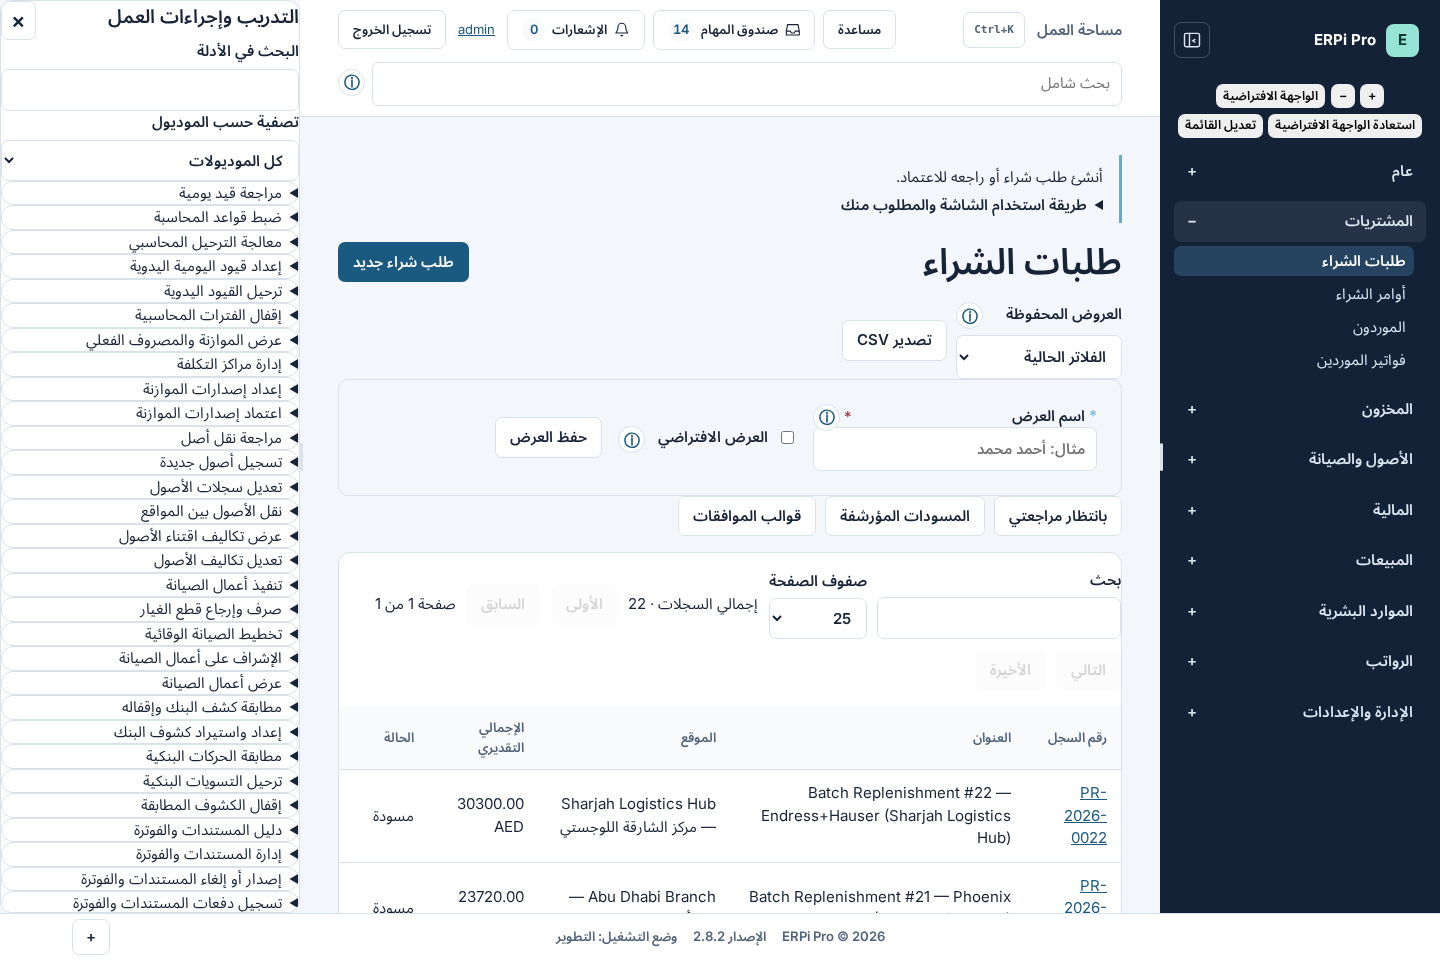 E
ERPi Pro
+
−
الواجهة الافتراضية
استعادة الواجهة الافتراضية
تعديل القائمة
عام
+
المشتريات
−
طلبات الشراء
أوامر الشراء
الموردون
فواتير الموردين
المخزون
+
الأصول والصيانة
+
المالية
+
المبيعات
+
الموارد البشرية
+
الرواتب
+
الإدارة والإعدادات
+
مساحة العمل
Ctrl+K
مساعدة
صندوق المهام 14
الإشعارات 0
admin
تسجيل الخروج
بحث شامل
أنشئ طلب شراء أو راجعه للاعتماد.
طريقة استخدام الشاشة والمطلوب منك
طلبات الشراء
طلب شراء جديد
العروض المحفوظة
الفلاتر الحالية
تصدير CSV
* اسم العرض *
مثال: أحمد محمد
العرض الافتراضي
حفظ العرض
بانتظار مراجعتي
المسودات المؤرشفة
قوالب الموافقات
بحث
صفوف الصفحة
25
إجمالي السجلات · 22
الأولى
السابق
صفحة 1 من 1
التالي
الأخيرة
رقم السجل
العنوان
الموقع
الإجمالي التقديري
الحالة
PR-2026-0022
Batch Replenishment #22 — Endress+Hauser (Sharjah Logistics Hub)
Sharjah Logistics Hub — مركز الشارقة اللوجستي
30300.00 AED
مسودة
PR-2026-
Batch Replenishment #21 — Phoenix
Abu Dhabi Branch —
23720.00
مسودة
التدريب وإجراءات العمل
×
البحث في الأدلة
تصفية حسب الموديول
كل الموديولات
مراجعة قيد يومية
ضبط قواعد المحاسبة
معالجة الترحيل المحاسبي
إعداد قيود اليومية اليدوية
ترحيل القيود اليدوية
إقفال الفترات المحاسبية
عرض الموازنة والمصروف الفعلي
إدارة مراكز التكلفة
إعداد إصدارات الموازنة
اعتماد إصدارات الموازنة
مراجعة نقل أصل
تسجيل أصول جديدة
تعديل سجلات الأصول
نقل الأصول بين المواقع
عرض تكاليف اقتناء الأصول
تعديل تكاليف الأصول
تنفيذ أعمال الصيانة
صرف وإرجاع قطع الغيار
تخطيط الصيانة الوقائية
الإشراف على أعمال الصيانة
عرض أعمال الصيانة
مطابقة كشف البنك وإقفاله
إعداد واستيراد كشوف البنك
مطابقة الحركات البنكية
ترحيل التسويات البنكية
إقفال الكشوف المطابقة
دليل المستندات والفوترة
إدارة المستندات والفوترة
إصدار أو إلغاء المستندات والفوترة
تسجيل دفعات المستندات والفوترة
ERPi Pro © 2026
الإصدار 2.8.2
وضع التشغيل: التطوير
+